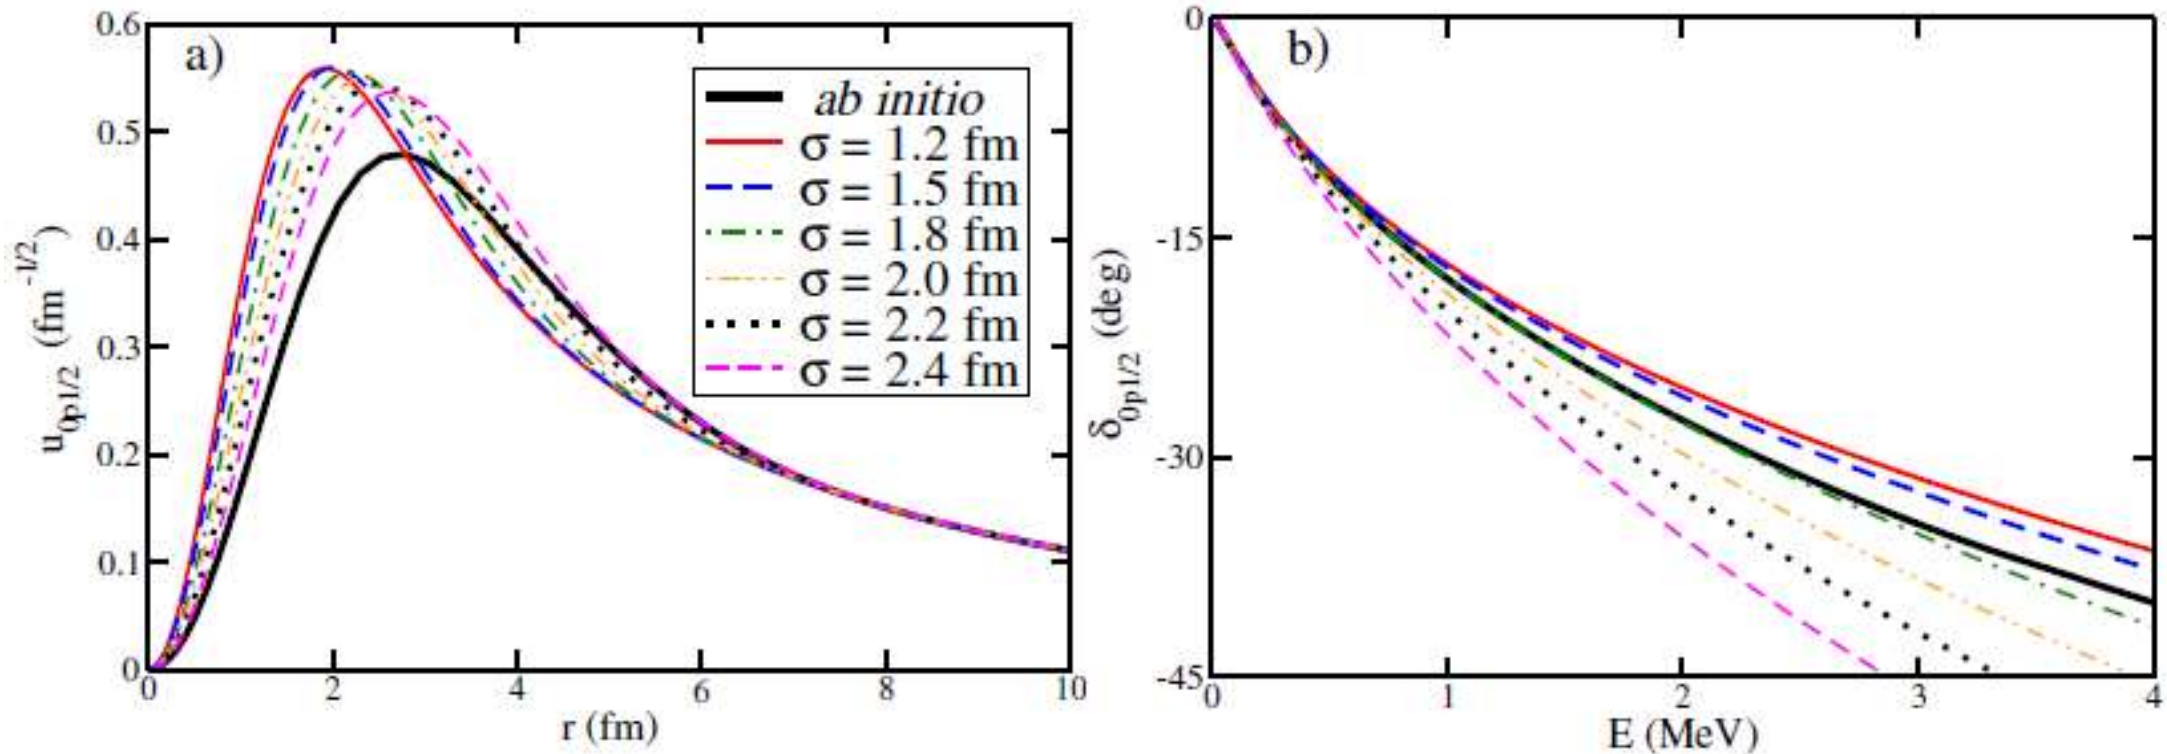 a)
0.6
0.5
0.4
0.3
0.2
0.1
0
u0p1/2 (fm-1/2)
0 2 4 6 8 10
r (fm)
ab initio
σ = 1.2 fm
σ = 1.5 fm
σ = 1.8 fm
σ = 2.0 fm
σ = 2.2 fm
σ = 2.4 fm
b)
0
-15
-30
-45
δ0p1/2 (deg)
0 1 2 3 4
E (MeV)